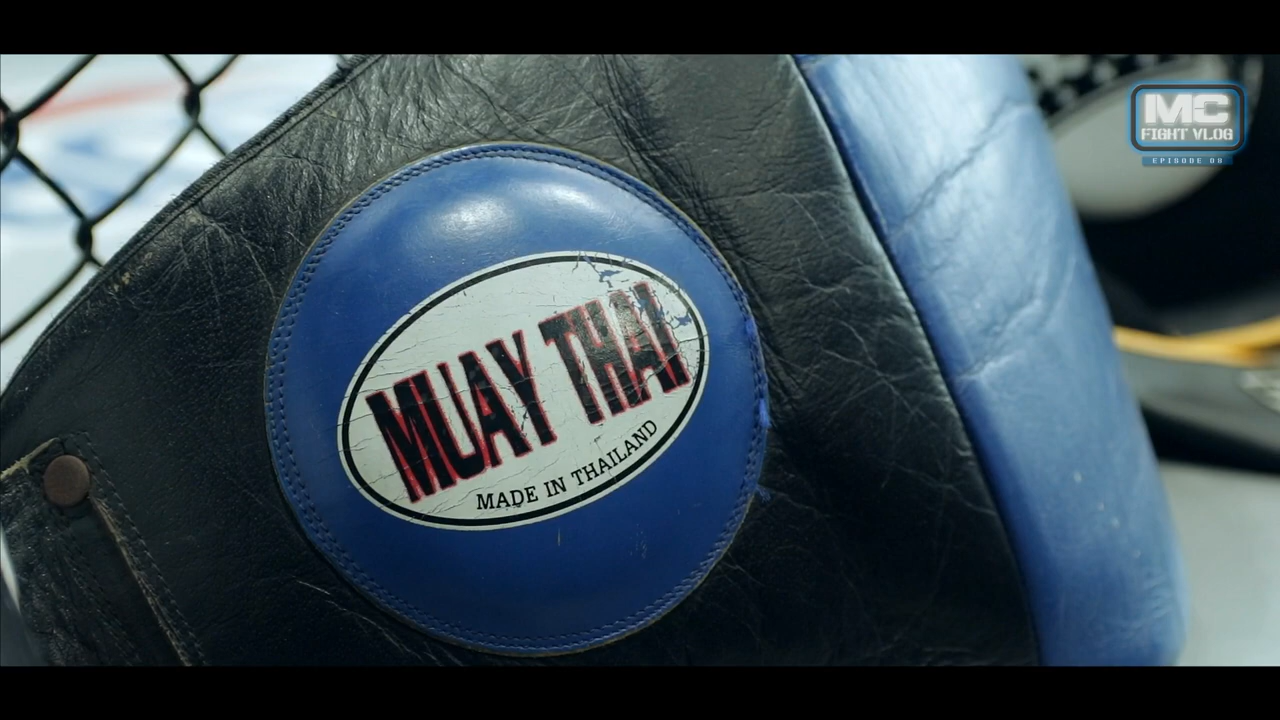 MC
FIGHT VLOG
EPISODE 08
MUAY THAI
MADE IN THAILAND